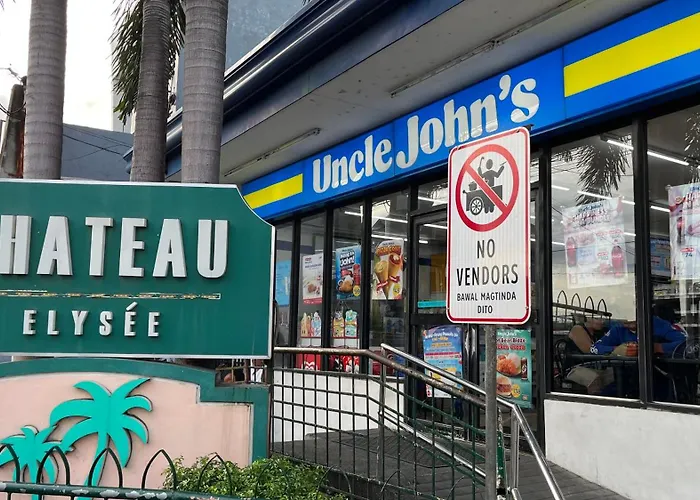 HATEAU
ELYSÉE
Uncle John's
NO
VENDORS
BAWAL MAGTINDA
DITO